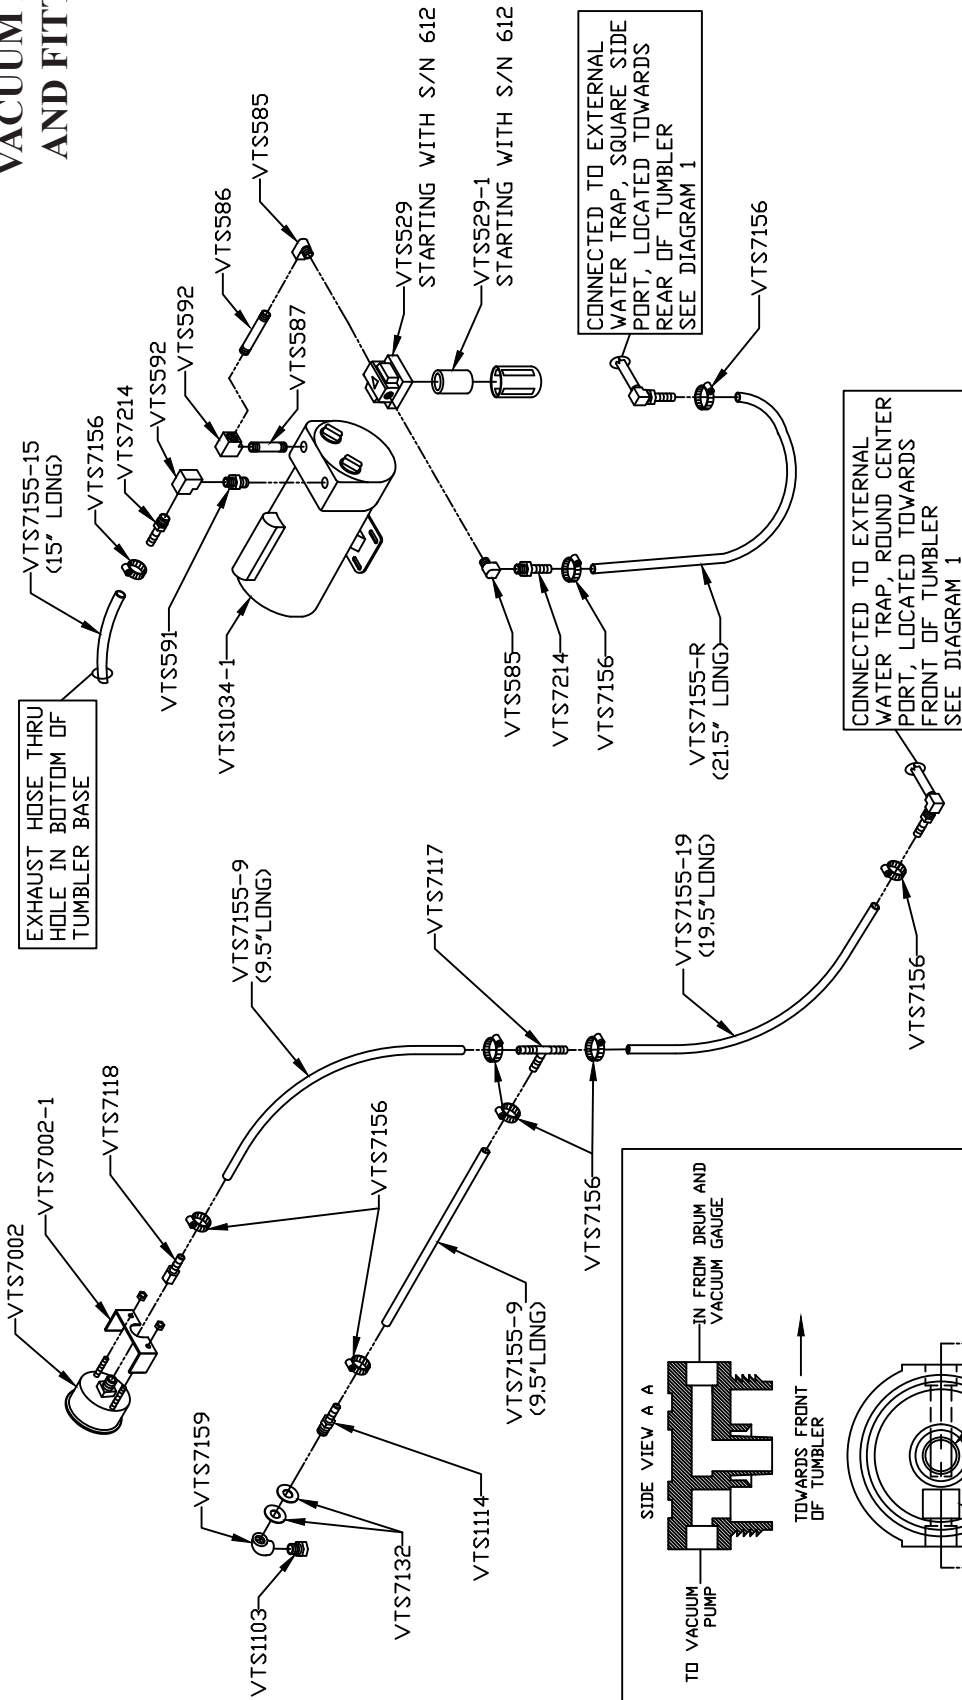 VACUUM
AND FITT
VTS585
VTS586
VTS592
VTS587
VTS592
VTS7214
VTS7156
VTS7155-15
(15" LONG)
VTS529
STARTING WITH S/N 612
VTS529-1
STARTING WITH S/N 612
CONNECTED TO EXTERNAL
WATER TRAP, SQUARE SIDE
PORT, LOCATED TOWARDS
REAR OF TUMBLER
SEE DIAGRAM 1
VTS7156
EXHAUST HOSE THRU
HOLE IN BOTTOM OF
TUMBLER BASE
VTS591
VTS1034-1
VTS585
VTS7214
VTS7156
VTS7155-R
(21.5" LONG)
CONNECTED TO EXTERNAL
WATER TRAP, ROUND CENTER
PORT, LOCATED TOWARDS
FRONT OF TUMBLER
SEE DIAGRAM 1
VTS7155-9
(9.5"LONG)
VTS7117
VTS7155-19
(19.5"LONG)
VTS7156
VTS7002
VTS7002-1
VTS7118
VTS7156
VTS7156
VTS7155-9
(9.5"LONG)
VTS7159
VTS1103
VTS7132
VTS1114
IN FROM DRUM AND
VACUUM GAUGE
SIDE VIEW A A
TO VACUUM
PUMP
TOWARDS FRONT
OF TUMBLER